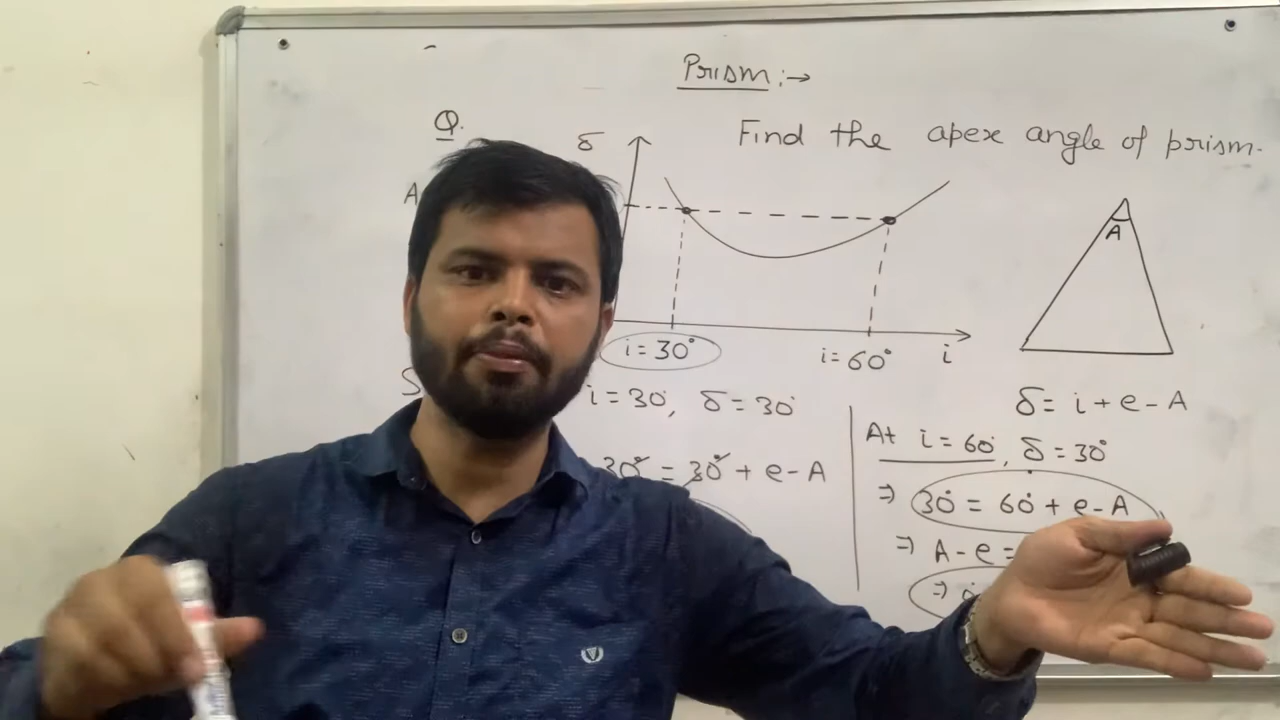 Prism :→
Q.
δ
Find the apex angle of prism.
A
i = 30°
i = 60°
i
i = 30°, δ = 30°
δ = i + e - A
30° = 30° + e - A
At i = 60°, δ = 30°
⇒ 30° = 60° + e - A
⇒ A - e =
⇒